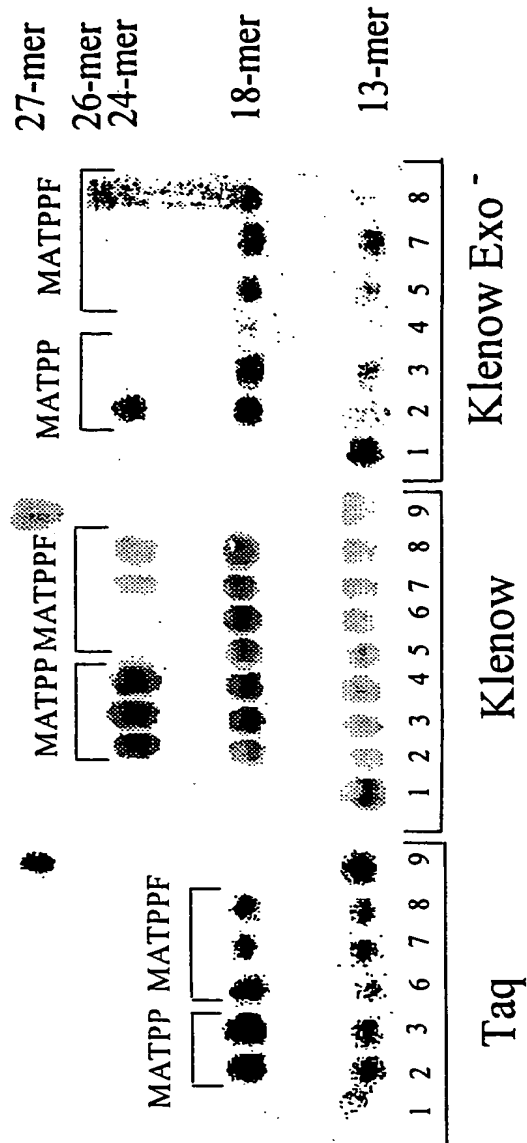 27-mer
MATPP MATPPF MATPP MATPPF
26-mer
24-mer
MATPP MATPPF
18-mer
13-mer
1 2 3 6 7 8 9 1 2 3 4 5 6 7 8 9 1 2 3 4 5 7 8
Taq Klenow Klenow Exo⁻